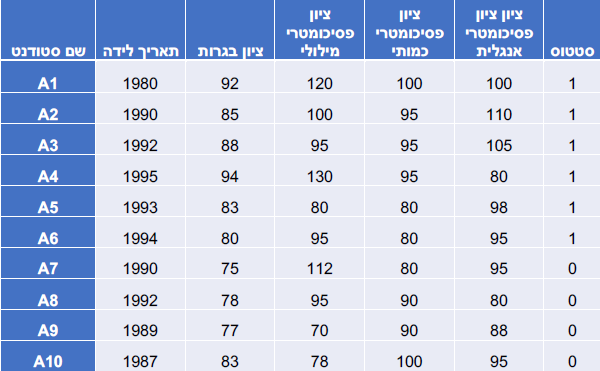 שם סטודנט
תאריך לידה
ציון בגרות
ציון
פסיכומטרי
מילולי
ציון
פסיכומטרי
כמותי
ציון ציון
פסיכומטרי
אנגלית
סטטוס
A1 1980 92 120 100 100 1
A2 1990 85 100 95 110 1
A3 1992 88 95 95 105 1
A4 1995 94 130 95 80 1
A5 1993 83 80 80 98 1
A6 1994 80 95 80 95 1
A7 1990 75 112 80 95 0
A8 1992 78 95 90 80 0
A9 1989 77 70 90 88 0
A10 1987 83 78 100 95 0